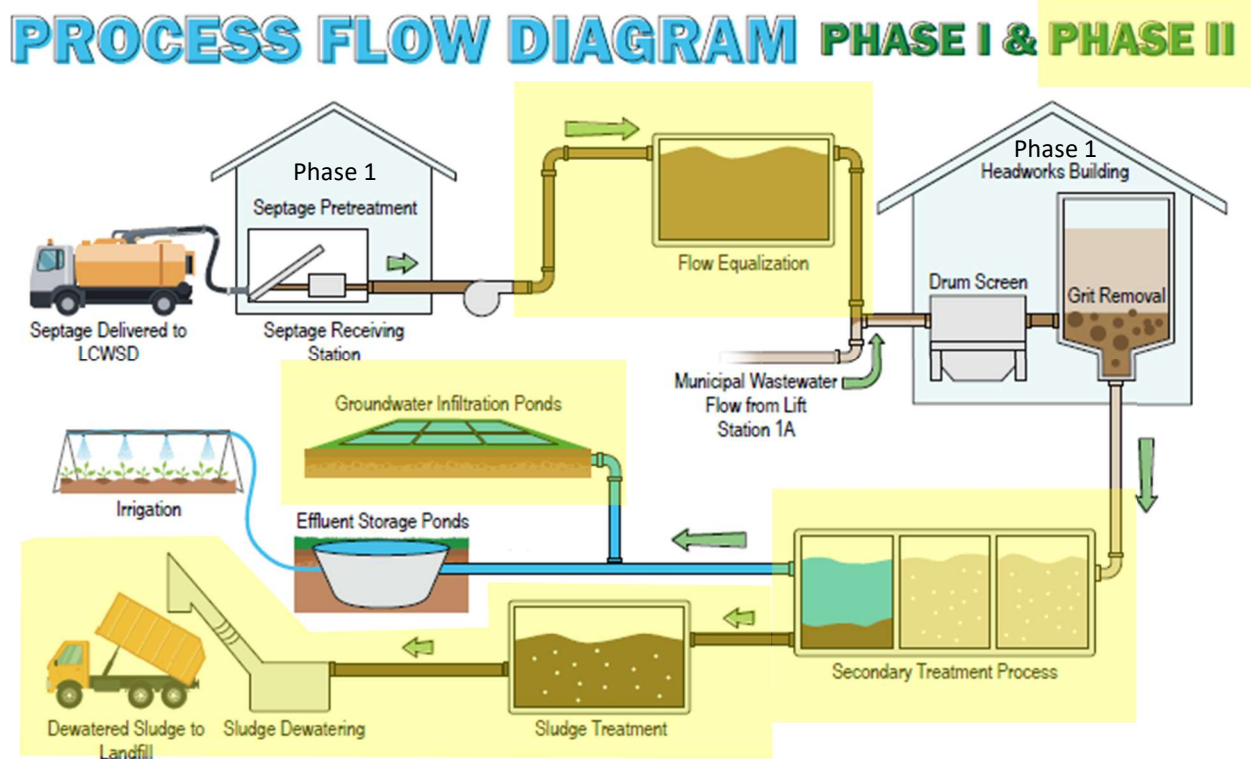 PROCESS FLOW DIAGRAM PHASE I & PHASE II
Phase 1
Septage Pretreatment
Septage Delivered to
LCWSD
Septage Receiving
Station
Flow Equalization
Municipal Wastewater
Flow from Lift
Station 1A
Phase 1
Headworks Building
Drum Screen
Grit Removal
Groundwater Infiltration Ponds
Irrigation
Effluent Storage Ponds
Secondary Treatment Process
Sludge Treatment
Sludge Dewatering
Dewatered Sludge to
Landfill